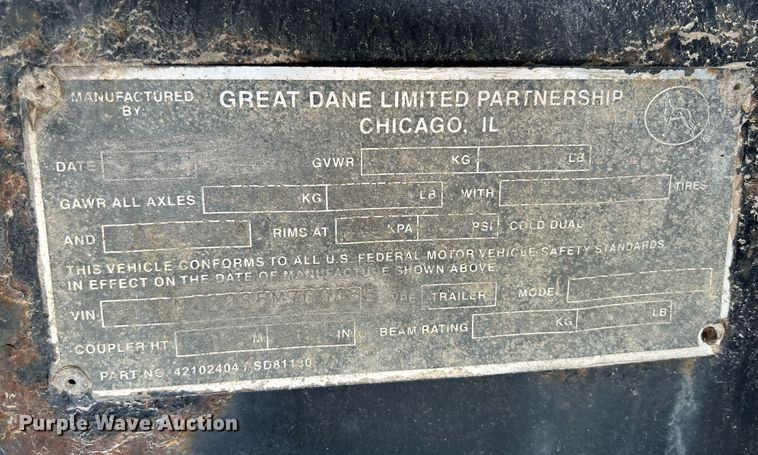 MANUFACTURED BY GREAT DANE LIMITED PARTNERSHIP
CHICAGO, IL
DATE GVWR KG LB
GAWR ALL AXLES KG LB WITH TIRES
AND RIMS AT KPA PSI COLD DUAL
THIS VEHICLE CONFORMS TO ALL U.S. FEDERAL MOTOR VEHICLE SAFETY STANDARDS
IN EFFECT ON THE DATE OF MANUFACTURE SHOWN ABOVE.
VIN TYPE TRAILER MODEL
COUPLER HT M IN BEAM RATING KG LB
PART NO. 42102404 / SD81130
Purple Wave Auction